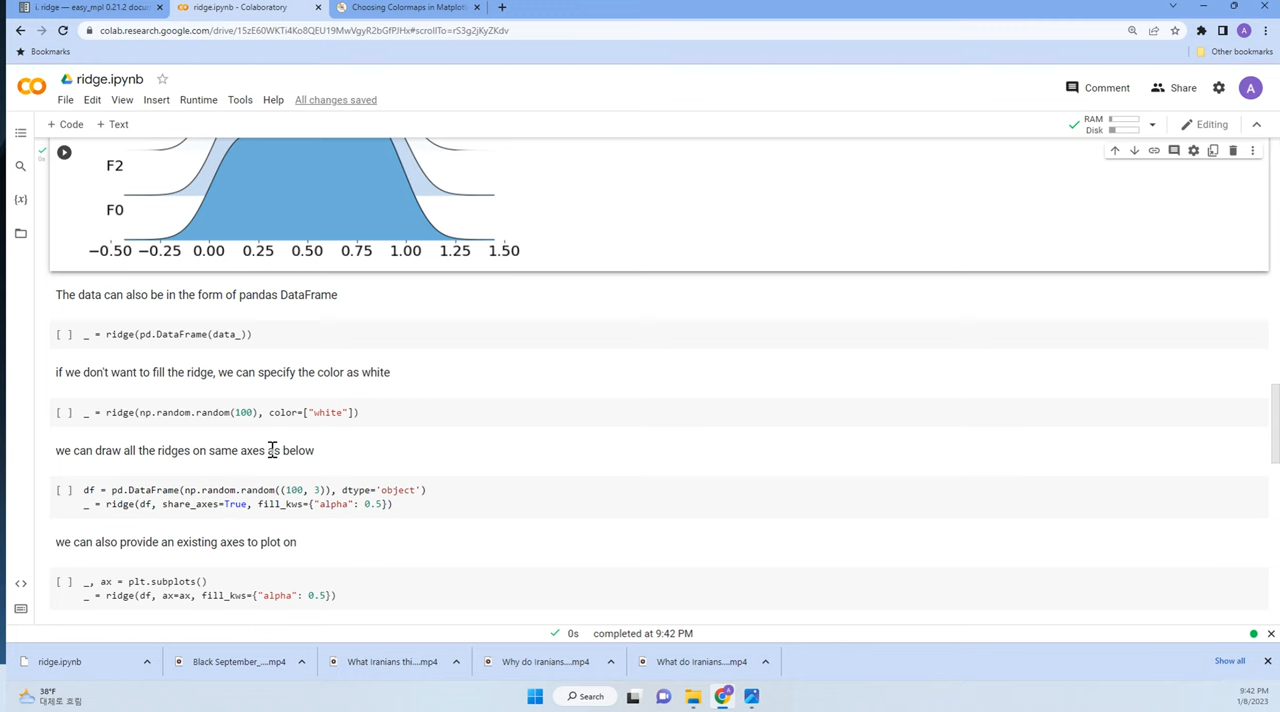 i. ridge — easy_mpl 0.21.2 docum
ridge.ipynb - Colaboratory
Choosing Colormaps in Matplotl
colab.research.google.com/drive/15zE60WKTi4Ko8QEU19MwVgyR2bGfPJHx#scrollTo=rS3g2jKyZKdv
A
Bookmarks
Other bookmarks
ridge.ipynb
Comment
Share
A
File Edit View Insert Runtime Tools Help All changes saved
+ Code + Text
RAM
Disk
Editing
0s
F2
F0
−0.50 −0.25 0.00 0.25 0.50 0.75 1.00 1.25 1.50
{x}
The data can also be in the form of pandas DataFrame
[ ] _ = ridge(pd.DataFrame(data_))
if we don't want to fill the ridge, we can specify the color as white
[ ] _ = ridge(np.random.random(100), color=["white"])
we can draw all the ridges on same axes as below
[ ] df = pd.DataFrame(np.random.random((100, 3)), dtype='object')
_ = ridge(df, share_axes=True, fill_kws={"alpha": 0.5})
we can also provide an existing axes to plot on
[ ] _, ax = plt.subplots()
_ = ridge(df, ax=ax, fill_kws={"alpha": 0.5})
0s completed at 9:42 PM
ridge.ipynb
Black September_....mp4
What Iranians thi....mp4
Why do Iranians....mp4
What do Iranians....mp4
Show all
38°F
대체로 흐림
Search
9:42 PM
1/8/2023